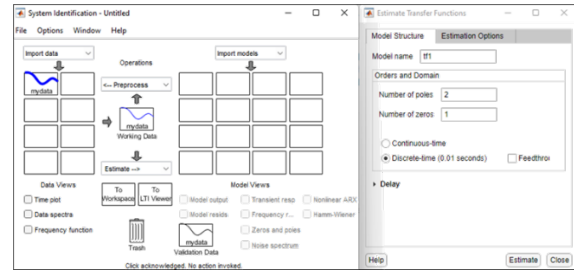 System Identification - Untitled
File Options Window Help
Import data
Operations
Import models
mydata
<-- Preprocess
mydata
Working Data
Estimate -->
Data Views
To Workspace
To LTI Viewer
Model Views
Time plot
Data spectra
Frequency function
Model output
Transient resp
Nonlinear ARX
Model resids
Frequency r...
Hamm-Wiener
Zeros and poles
Noise spectrum
Trash
mydata
Validation Data
Click acknowledged. No action invoked.
Estimate Transfer Functions
Model Structure
Estimation Options
Model name tf1
Orders and Domain
Number of poles 2
Number of zeros 1
Continuous-time
Discrete-time (0.01 seconds)
Feedthro
Delay
Help
Estimate
Close